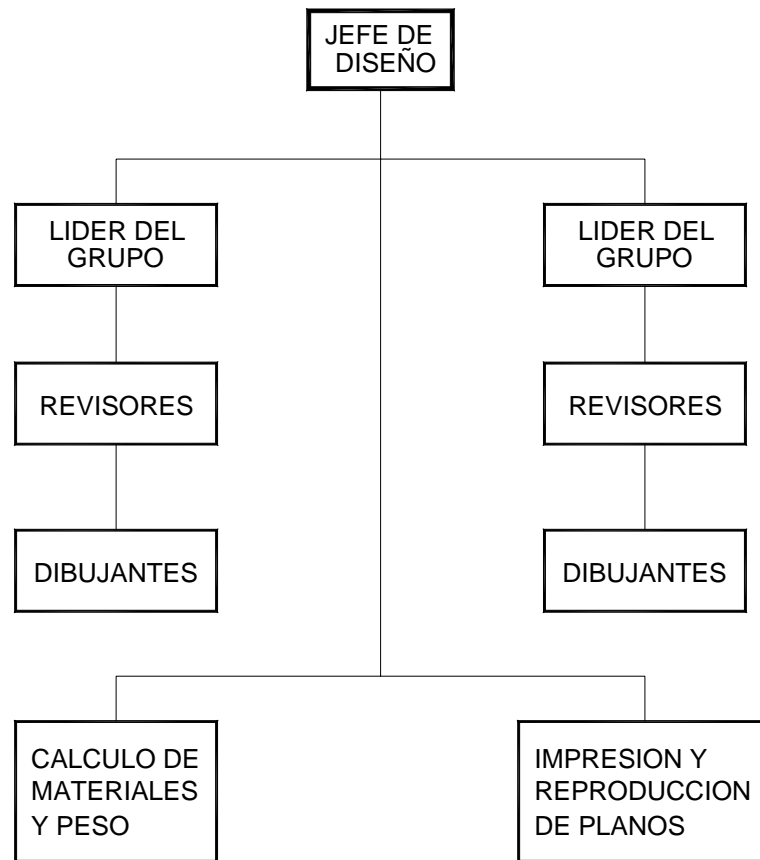 JEFE DE
DISEÑO
LIDER DEL
GRUPO
LIDER DEL
GRUPO
REVISORES
REVISORES
DIBUJANTES
DIBUJANTES
CALCULO DE
MATERIALES
Y PESO
IMPRESION Y
REPRODUCCION
DE PLANOS